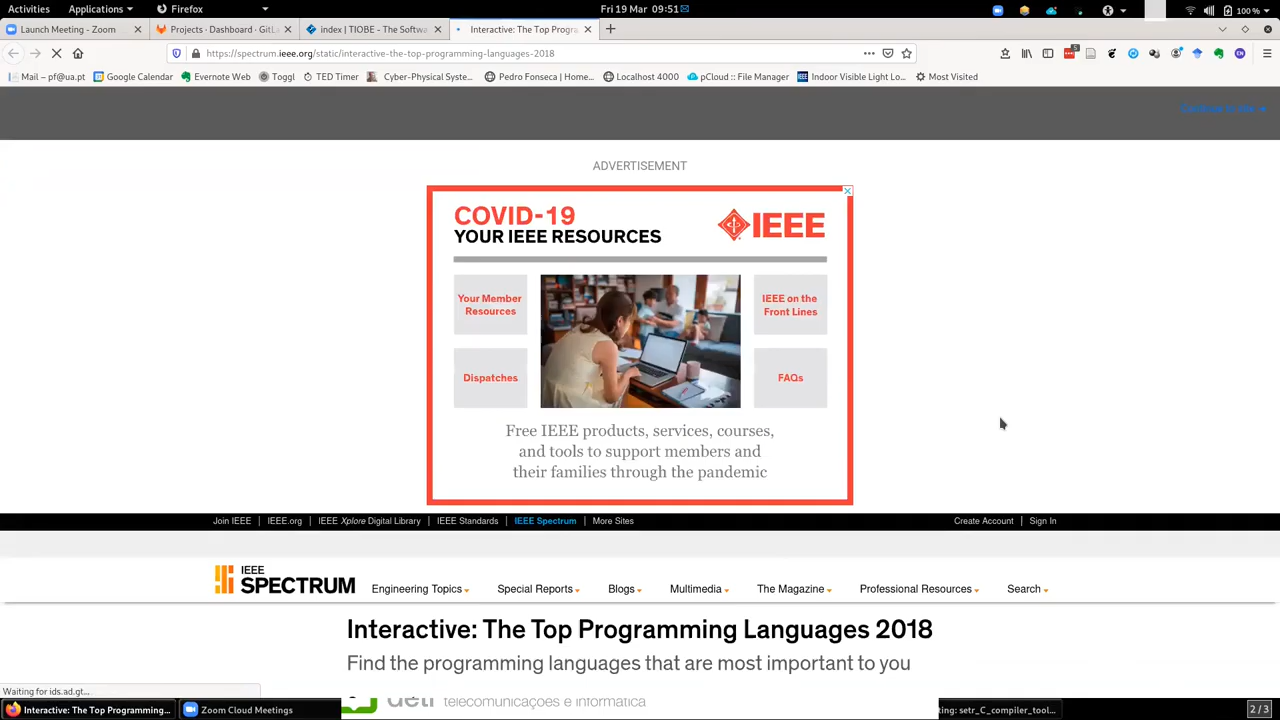 Activities Applications Firefox Fri 19 Mar 09:51 100 %
Launch Meeting - Zoom Projects · Dashboard · GitL index | TIOBE - The Softwa Interactive: The Top Progr
https://spectrum.ieee.org/static/interactive-the-top-programming-languages-2018
Mail – pf@ua.pt Google Calendar Evernote Web Toggl TED Timer Cyber-Physical Syste... Pedro Fonseca | Home... Localhost 4000 pCloud :: File Manager Indoor Visible Light Lo... Most Visited
ADVERTISEMENT
COVID-19
YOUR IEEE RESOURCES
IEEE
Your Member
Resources
IEEE on the
Front Lines
Dispatches
FAQs
Free IEEE products, services, courses,
and tools to support members and
their families through the pandemic
Join IEEE | IEEE.org | IEEE Xplore Digital Library | IEEE Standards | IEEE Spectrum | More Sites Create Account | Sign In
IEEE
SPECTRUM
Engineering Topics Special Reports Blogs Multimedia The Magazine Professional Resources Search
Interactive: The Top Programming Languages 2018
Find the programming languages that are most important to you
Waiting for ids.ad.gt...
deti telecomunicações e informática
Interactive: The Top Programming... Zoom Cloud Meetings ting: setr_C_compiler_tool... 2 / 3